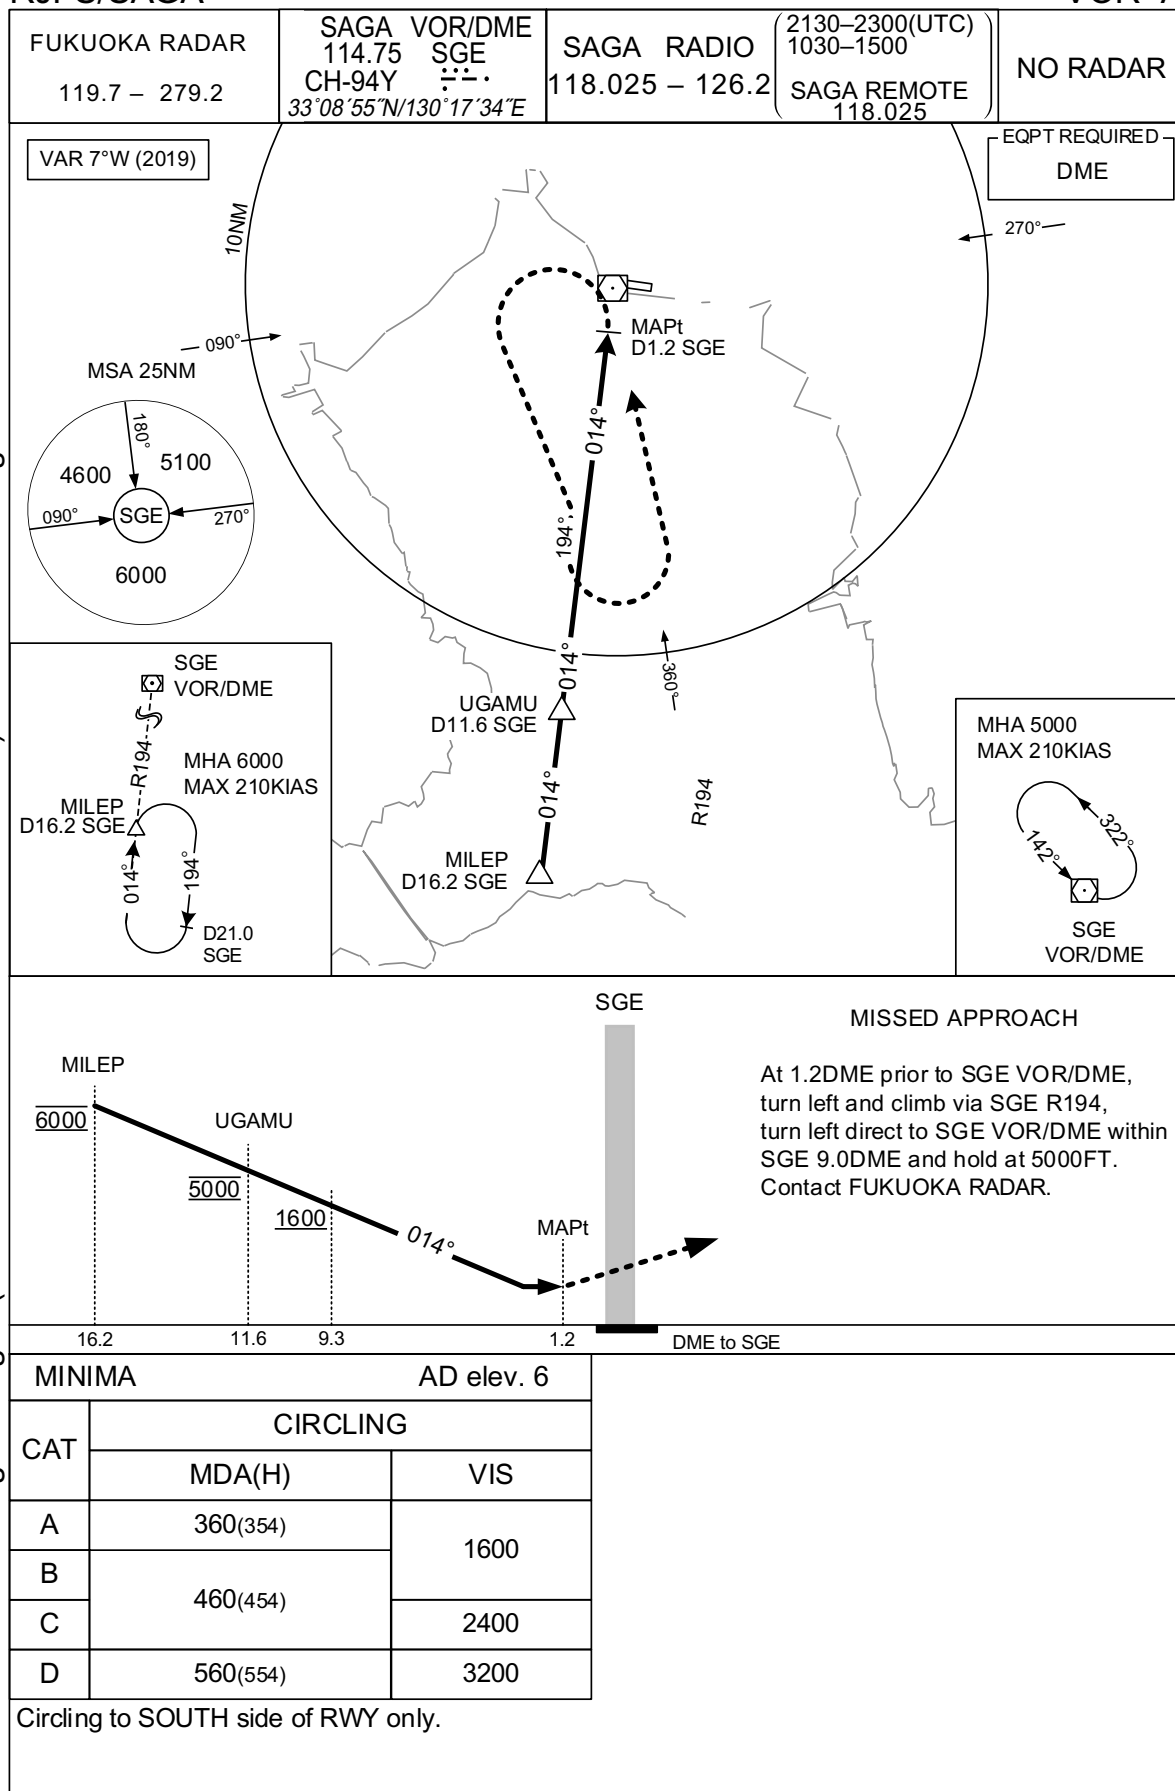 FUKUOKA RADAR
119.7 – 279.2
SAGA VOR/DME
114.75 SGE
CH-94Y
33°08´55˝N/130°17´34˝E
SAGA RADIO
118.025 – 126.2
2130–2300(UTC)
1030–1500
SAGA REMOTE
118.025
NO RADAR
VAR 7°W (2019)
EQPT REQUIRED
DME
10NM
270°
090°
MAPt
D1.2 SGE
MSA 25NM
180°
4600
5100
090°
SGE
270°
6000
014°
194°
014°
360°
UGAMU
D11.6 SGE
014°
R194
MILEP
D16.2 SGE
SGE
VOR/DME
R194
MHA 6000
MAX 210KIAS
MILEP
D16.2 SGE
014°
194°
D21.0
SGE
MHA 5000
MAX 210KIAS
322°
142°
SGE
VOR/DME
SGE
MISSED APPROACH
At 1.2DME prior to SGE VOR/DME,
turn left and climb via SGE R194,
turn left direct to SGE VOR/DME within
SGE 9.0DME and hold at 5000FT.
Contact FUKUOKA RADAR.
MILEP
6000
UGAMU
5000
1600
014°
MAPt
16.2
11.6
9.3
1.2
DME to SGE
MINIMA AD elev. 6
CAT
CIRCLING
MDA(H) VIS
A 360(354) 1600
B 460(454)
C 2400
D 560(554) 3200
Circling to SOUTH side of RWY only.